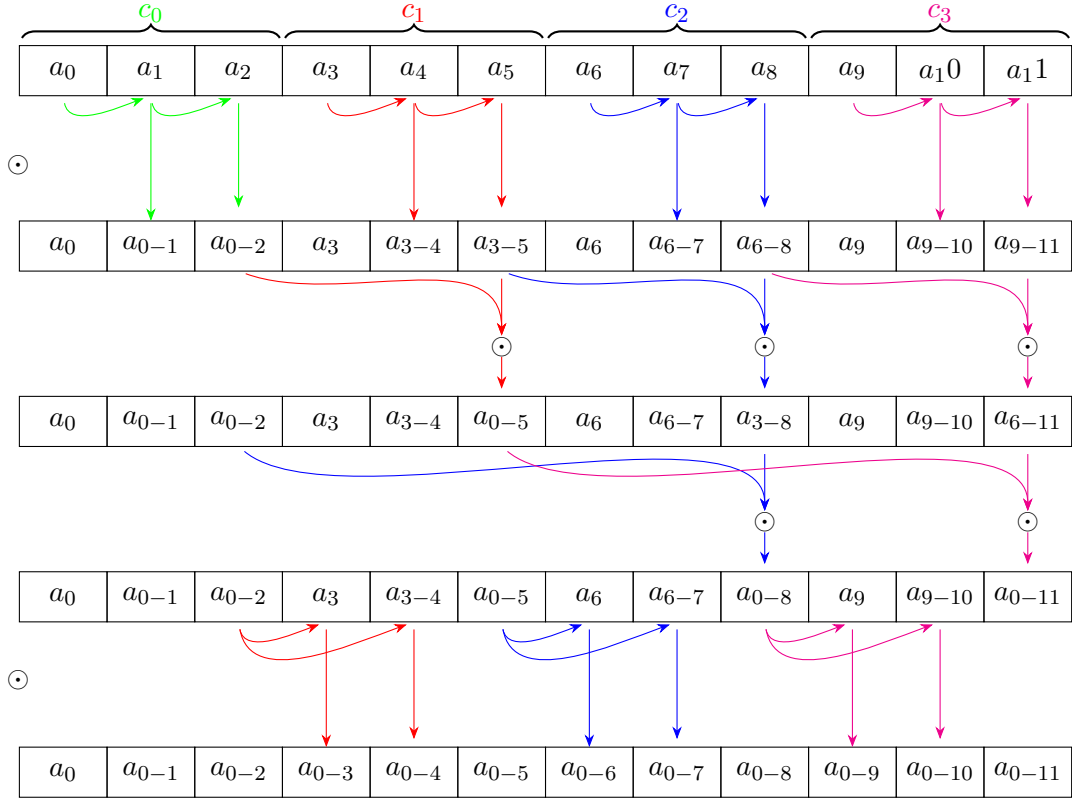 c₀ c₁ c₂ c₃
a₀ a₁ a₂ a₃ a₄ a₅ a₆ a₇ a₈ a₉ a₁0 a₁1
⊙
a₀ a₀₋₁ a₀₋₂ a₃ a₃₋₄ a₃₋₅ a₆ a₆₋₇ a₆₋₈ a₉ a₉₋₁₀ a₉₋₁₁
⊙ ⊙ ⊙
a₀ a₀₋₁ a₀₋₂ a₃ a₃₋₄ a₀₋₅ a₆ a₆₋₇ a₃₋₈ a₉ a₉₋₁₀ a₆₋₁₁
⊙ ⊙
a₀ a₀₋₁ a₀₋₂ a₃ a₃₋₄ a₀₋₅ a₆ a₆₋₇ a₀₋₈ a₉ a₉₋₁₀ a₀₋₁₁
⊙
a₀ a₀₋₁ a₀₋₂ a₀₋₃ a₀₋₄ a₀₋₅ a₀₋₆ a₀₋₇ a₀₋₈ a₀₋₉ a₀₋₁₀ a₀₋₁₁